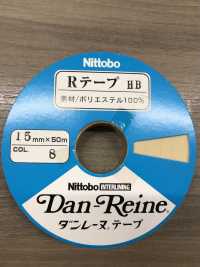 Nittobo
Rテープ HB
素材/ポリエステル100%
15mm×50m
COL. 8
Nittobo INTERLINING
Dan-Reine®
ダンレーヌ®テープ